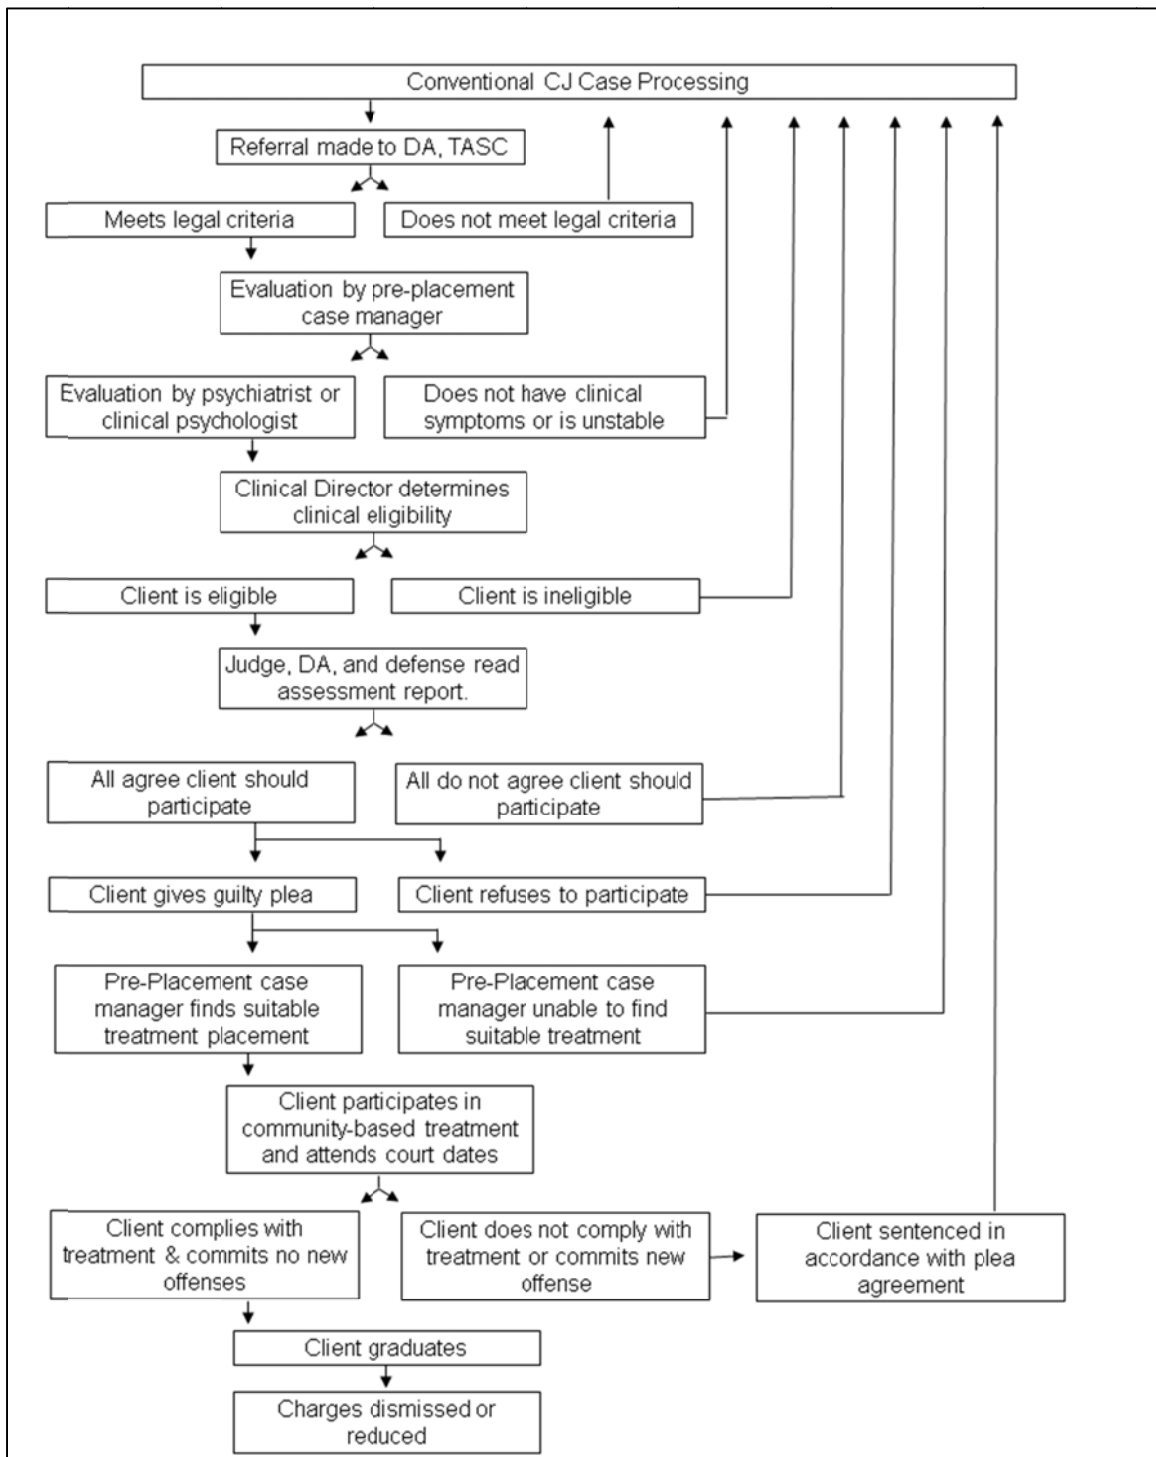 Conventional CJ Case Processing
Referral made to DA, TASC
Meets legal criteria
Does not meet legal criteria
Evaluation by pre-placement
case manager
Evaluation by psychiatrist or
clinical psychologist
Does not have clinical
symptoms or is unstable
Clinical Director determines
clinical eligibility
Client is eligible
Client is ineligible
Judge, DA, and defense read
assessment report.
All agree client should
participate
All do not agree client should
participate
Client gives guilty plea
Client refuses to participate
Pre-Placement case
manager finds suitable
treatment placement
Pre-Placement case
manager unable to find
suitable treatment
Client participates in
community-based treatment
and attends court dates
Client complies with
treatment & commits no new
offenses
Client does not comply with
treatment or commits new
offense
Client sentenced in
accordance with plea
agreement
Client graduates
Charges dismissed or
reduced